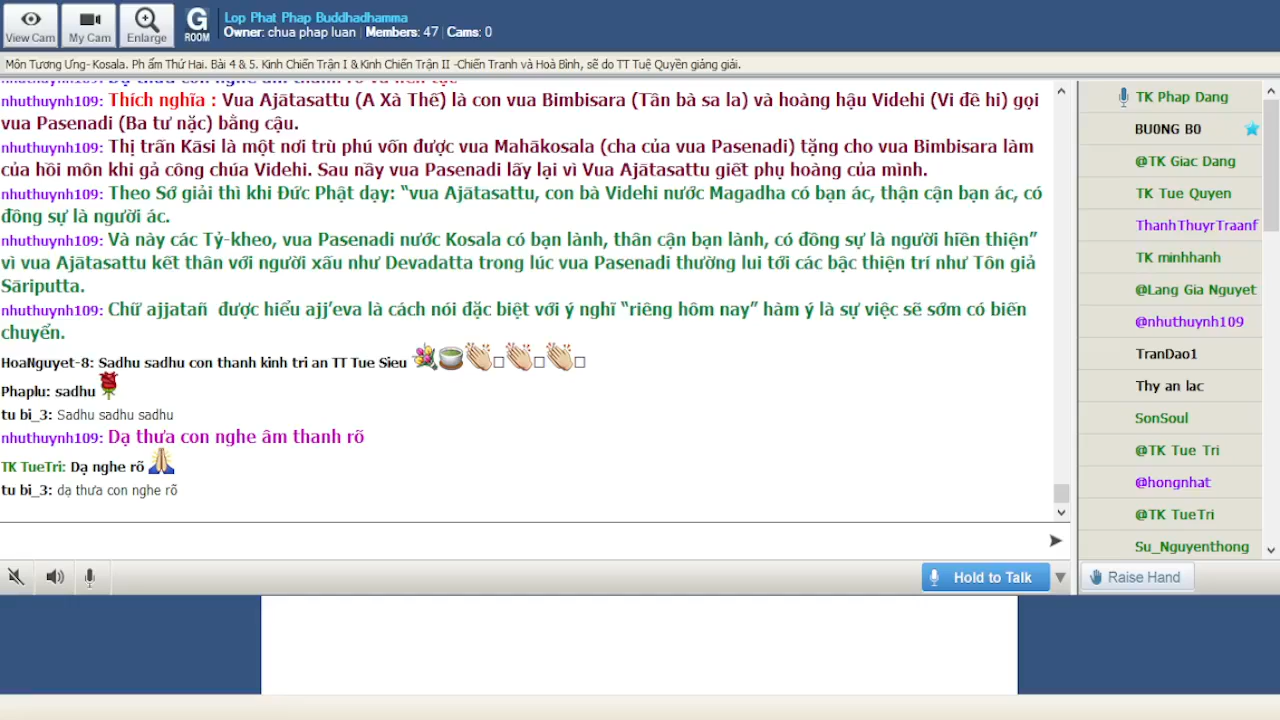 View Cam
My Cam
Enlarge
G
ROOM
Lop Phat Phap Buddhadhamma
Owner: chua phap luan | Members: 47 | Cams: 0
Môn Tương Ưng- Kosala. Ph ẩm Thứ Hai. Bài 4 & 5. Kinh Chiến Trận I & Kinh Chiến Trận II -Chiến Tranh và Hoà Bình, sẽ do TT Tuệ Quyền giảng giải.
nhuthuynh109: Thích nghĩa : Vua Ajātasattu (A Xà Thế) là con vua Bimbisara (Tần bà sa la) và hoàng hậu Videhi (Vi đề hi) gọi
vua Pasenadi (Ba tư nặc) bằng cậu.
nhuthuynh109: Thị trấn Kāsi là một nơi trù phú vốn được vua Mahākosala (cha của vua Pasenadi) tặng cho vua Bimbisara làm
của hồi môn khi gả công chúa Videhi. Sau nầy vua Pasenadi lấy lại vì Vua Ajātasattu giết phụ hoàng của mình.
nhuthuynh109: Theo Sớ giải thì khi Đức Phật dạy: “vua Ajātasattu, con bà Videhi nước Magadha có bạn ác, thận cận bạn ác, có
đồng sự là người ác.
nhuthuynh109: Và này các Tỷ-kheo, vua Pasenadi nước Kosala có bạn lành, thân cận bạn lành, có đồng sự là người hiền thiện”
vì vua Ajātasattu kết thân với người xấu như Devadatta trong lúc vua Pasenadi thường lui tới các bậc thiện trí như Tôn giả
Sāriputta.
nhuthuynh109: Chữ ajjatañ được hiểu ajj’eva là cách nói đặc biệt với ý nghĩ “riêng hôm nay” hàm ý là sự việc sẽ sớm có biến
chuyển.
HoaNguyet-8: Sadhu sadhu con thanh kinh tri an TT Tue Sieu
Phaplu: sadhu
tu bi_3: Sadhu sadhu sadhu
nhuthuynh109: Dạ thưa con nghe âm thanh rõ
TK TueTri: Dạ nghe rõ
tu bi_3: dạ thưa con nghe rõ
TK Phap Dang
BUONG BO
@TK Giac Dang
TK Tue Quyen
ThanhThuyrTraanf
TK minhhanh
@Lang Gia Nguyet
@nhuthuynh109
TranDao1
Thy an lac
SonSoul
@TK Tue Tri
@hongnhat
@TK TueTri
Su_Nguyenthong
Hold to Talk
Raise Hand